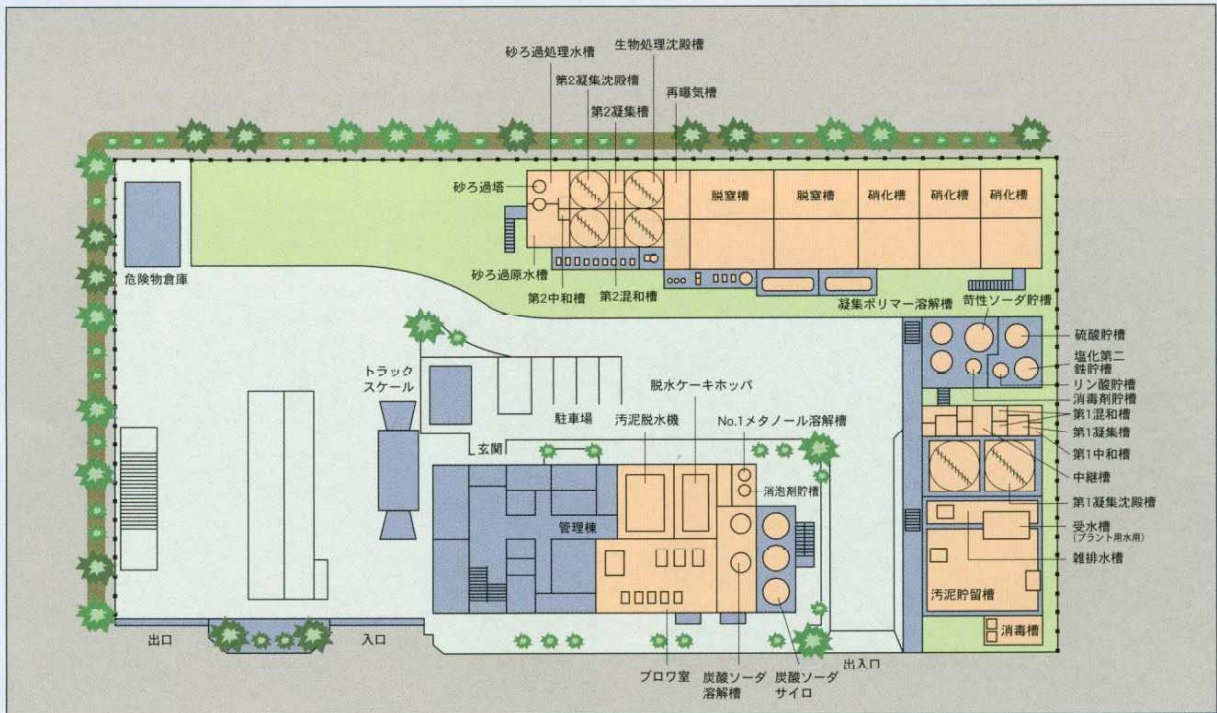 砂ろ過処理水槽
生物処理沈殿槽
第2凝集沈殿槽
再曝気槽
第2凝集槽
砂ろ過塔
脱窒槽
脱窒槽
硝化槽
硝化槽
硝化槽
危険物倉庫
砂ろ過原水槽
第2中和槽
第2混和槽
凝集ポリマー溶解槽
苛性ソーダ貯槽
硫酸貯槽
塩化第二
鉄貯槽
リン酸貯槽
消毒剤貯槽
第1混和槽
第1凝集槽
第1中和槽
中継槽
第1凝集沈殿槽
受水槽
(プラント用水用)
雑排水槽
汚泥貯留槽
消毒槽
トラック
スケール
駐車場
脱水ケーキホッパ
汚泥脱水機
No.1メタノール溶解槽
玄関
消泡剤貯槽
管理棟
出口
入口
出入口
ブロワ室
炭酸ソーダ
溶解槽
炭酸ソーダ
サイロ